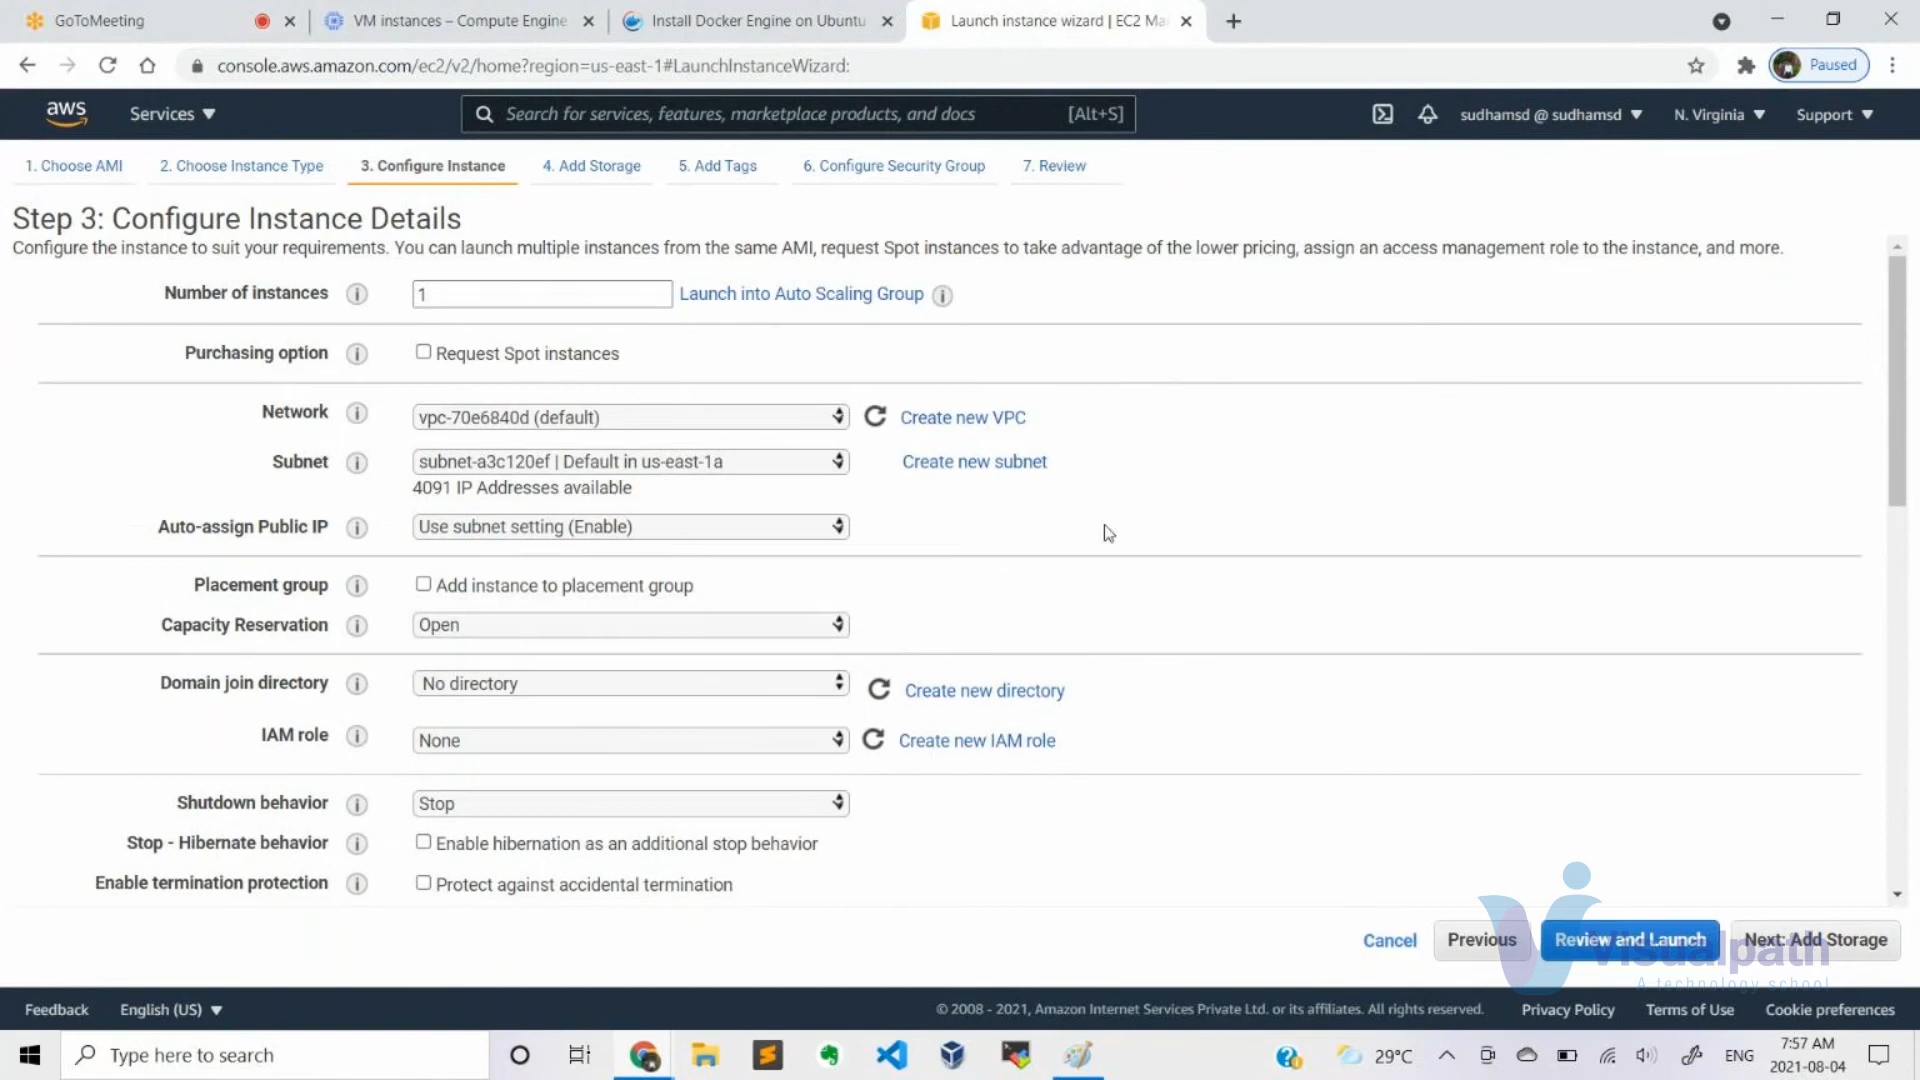 GoToMeeting
VM instances – Compute Engine
Install Docker Engine on Ubuntu
Launch instance wizard | EC2 Ma
console.aws.amazon.com/ec2/v2/home?region=us-east-1#LaunchInstanceWizard:
Paused
aws
Services
Search for services, features, marketplace products, and docs
[Alt+S]
sudhamsd @ sudhamsd
N. Virginia
Support
1. Choose AMI
2. Choose Instance Type
3. Configure Instance
4. Add Storage
5. Add Tags
6. Configure Security Group
7. Review
Step 3: Configure Instance Details
Configure the instance to suit your requirements. You can launch multiple instances from the same AMI, request Spot instances to take advantage of the lower pricing, assign an access management role to the instance, and more.
Number of instances
1
Launch into Auto Scaling Group
Purchasing option
Request Spot instances
Network
vpc-70e6840d (default)
Create new VPC
Subnet
subnet-a3c120ef | Default in us-east-1a
Create new subnet
4091 IP Addresses available
Auto-assign Public IP
Use subnet setting (Enable)
Placement group
Add instance to placement group
Capacity Reservation
Open
Domain join directory
No directory
Create new directory
IAM role
None
Create new IAM role
Shutdown behavior
Stop
Stop - Hibernate behavior
Enable hibernation as an additional stop behavior
Enable termination protection
Protect against accidental termination
Cancel
Previous
Review and Launch
Next: Add Storage
Visualpath
A technology school
Feedback
English (US)
© 2008 - 2021, Amazon Internet Services Private Ltd. or its affiliates. All rights reserved.
Privacy Policy
Terms of Use
Cookie preferences
Type here to search
29°C
ENG
7:57 AM
2021-08-04